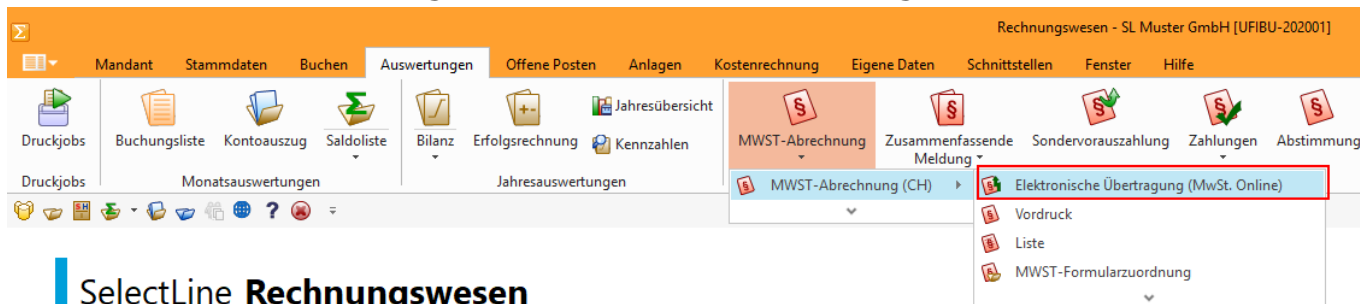 Rechnungswesen - SL Muster GmbH [UFIBU-202001]
Mandant Stammdaten Buchen Auswertungen Offene Posten Anlagen Kostenrechnung Eigene Daten Schnittstellen Fenster Hilfe
Druckjobs Buchungsliste Kontoauszug Saldoliste Bilanz Erfolgsrechnung Jahresübersicht Kennzahlen MWST-Abrechnung Zusammenfassende Meldung Sondervorauszahlung Zahlungen Abstimmung
Druckjobs Monatsauswertungen Jahresauswertungen
MWST-Abrechnung (CH)
Elektronische Übertragung (MwSt. Online)
Vordruck
Liste
MWST-Formularzuordnung
SelectLine Rechnungswesen